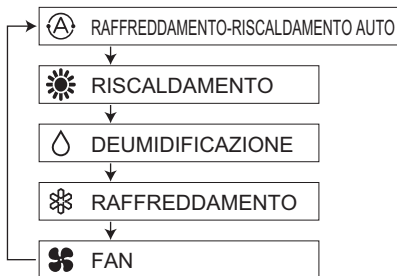 A RAFFREDDAMENTO-RISCALDAMENTO AUTO
RISCALDAMENTO
DEUMIDIFICAZIONE
RAFFREDDAMENTO
FAN